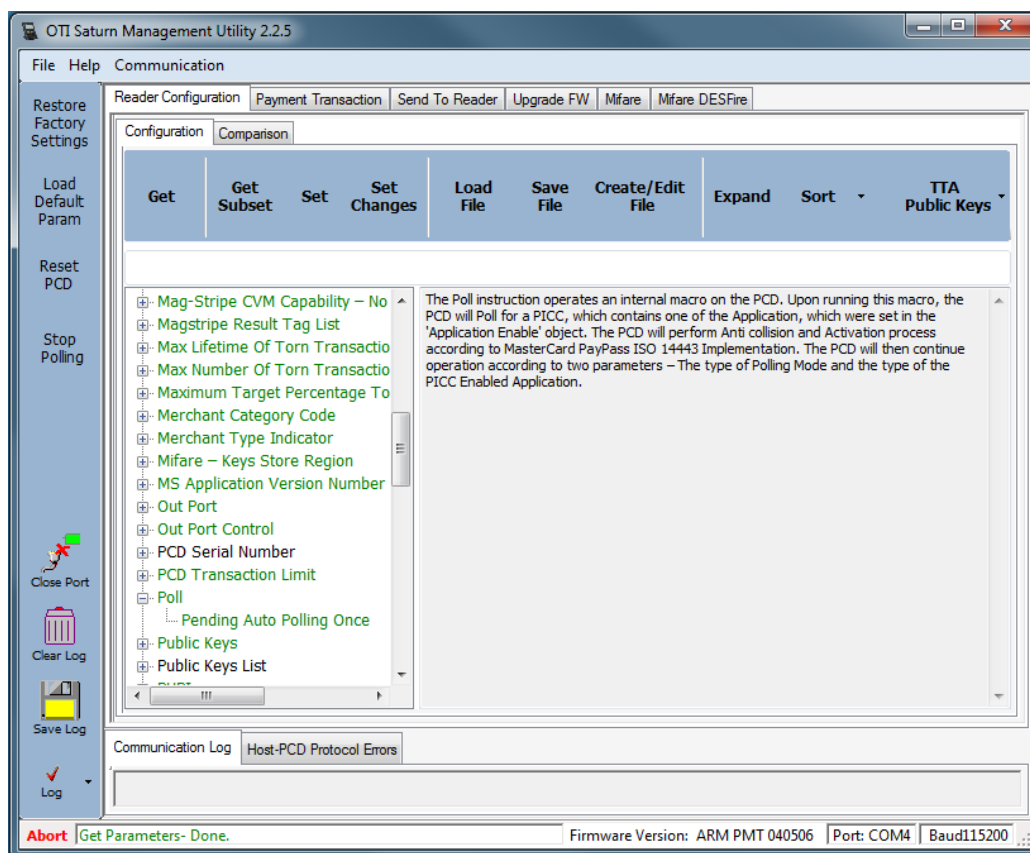 OTI Saturn Management Utility 2.2.5
File Help Communication
Restore
Factory
Settings
Load
Default
Param
Reset
PCD
Stop
Polling
Close Port
Clear Log
Save Log
Log
Reader Configuration Payment Transaction Send To Reader Upgrade FW Mifare Mifare DESFire
Configuration Comparison
Get
Get
Subset
Set
Set
Changes
Load
File
Save
File
Create/Edit
File
Expand
Sort
TTA
Public Keys
Mag-Stripe CVM Capability – No
Magstripe Result Tag List
Max Lifetime Of Torn Transactio
Max Number Of Torn Transactio
Maximum Target Percentage To
Merchant Category Code
Merchant Type Indicator
Mifare – Keys Store Region
MS Application Version Number
Out Port
Out Port Control
PCD Serial Number
PCD Transaction Limit
Poll
Pending Auto Polling Once
Public Keys
Public Keys List
The Poll instruction operates an internal macro on the PCD. Upon running this macro, the
PCD will Poll for a PICC, which contains one of the Application, which were set in the
'Application Enable' object. The PCD will perform Anti collision and Activation process
according to MasterCard PayPass ISO 14443 Implementation. The PCD will then continue
operation according to two parameters – The type of Polling Mode and the type of the
PICC Enabled Application.
Communication Log Host-PCD Protocol Errors
Abort Get Parameters- Done. Firmware Version: ARM PMT 040506 Port: COM4 Baud115200